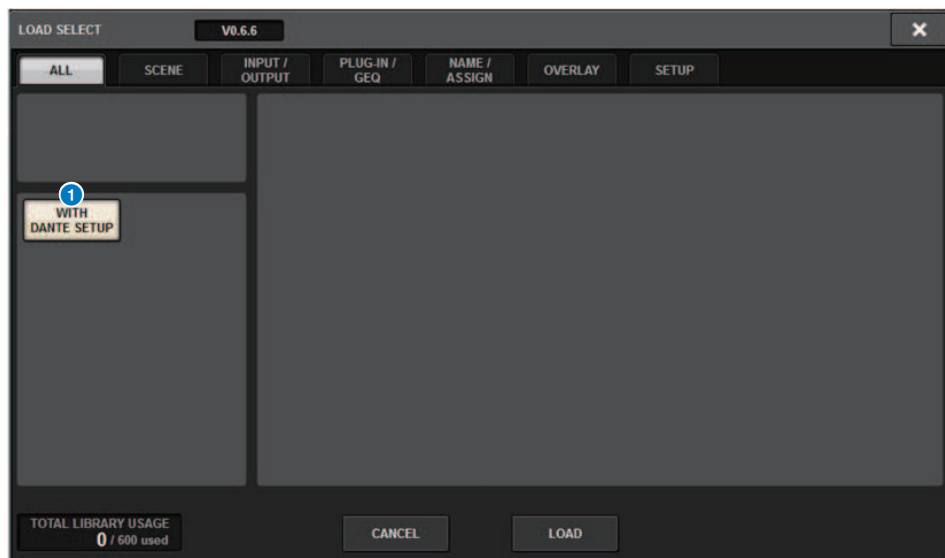 LOAD SELECT V0.6.6
ALL SCENE INPUT / OUTPUT PLUG-IN / GEQ NAME / ASSIGN OVERLAY SETUP
1
WITH
DANTE SETUP
TOTAL LIBRARY USAGE
0 / 600 used
CANCEL LOAD